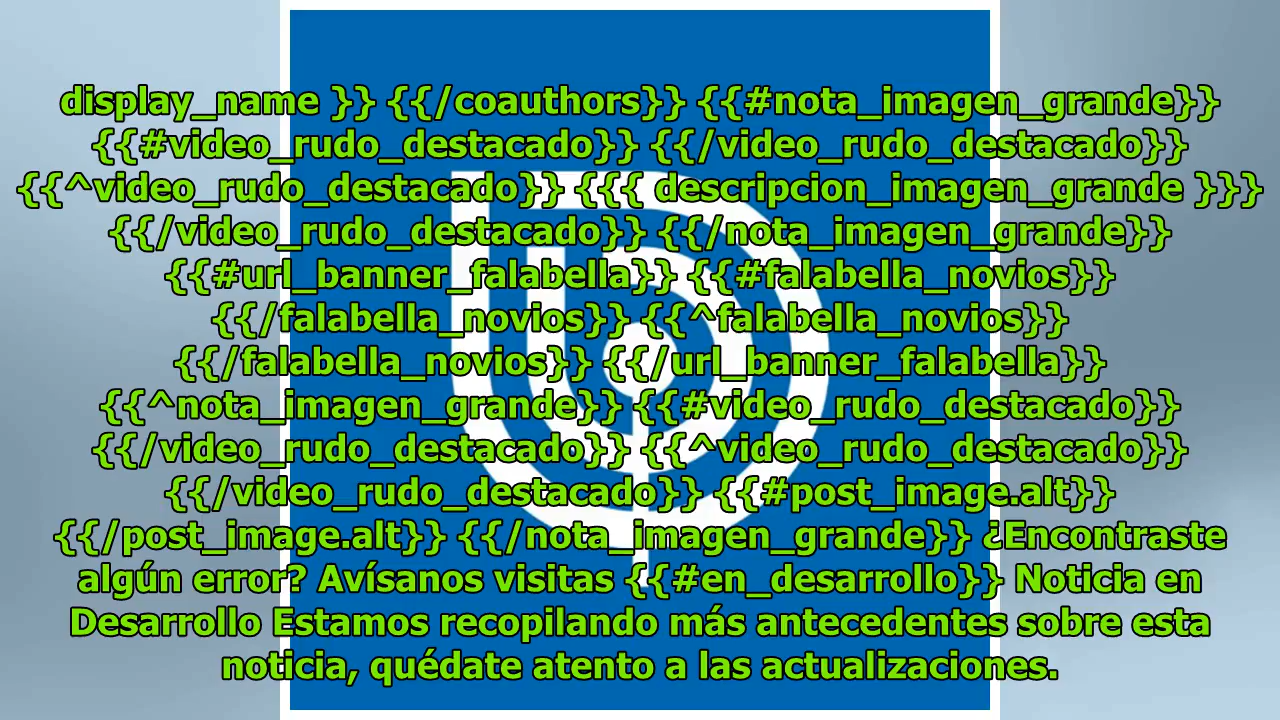 display_name }} {{/coauthors}} {{#nota_imagen_grande}}
{{#video_rudo_destacado}} {{/video_rudo_destacado}}
{{^video_rudo_destacado}} {{{ descripcion_imagen_grande }}}
{{/video_rudo_destacado}} {{/nota_imagen_grande}}
{{#url_banner_falabella}} {{#falabella_novios}}
{{/falabella_novios}} {{^falabella_novios}}
{{/falabella_novios}} {{/url_banner_falabella}}
{{^nota_imagen_grande}} {{#video_rudo_destacado}}
{{/video_rudo_destacado}} {{^video_rudo_destacado}}
{{/video_rudo_destacado}} {{#post_image.alt}}
{{/post_image.alt}} {{/nota_imagen_grande}} ¿Encontraste
algún error? Avísanos visitas {{#en_desarrollo}} Noticia en
Desarrollo Estamos recopilando más antecedentes sobre esta
noticia, quédate atento a las actualizaciones.